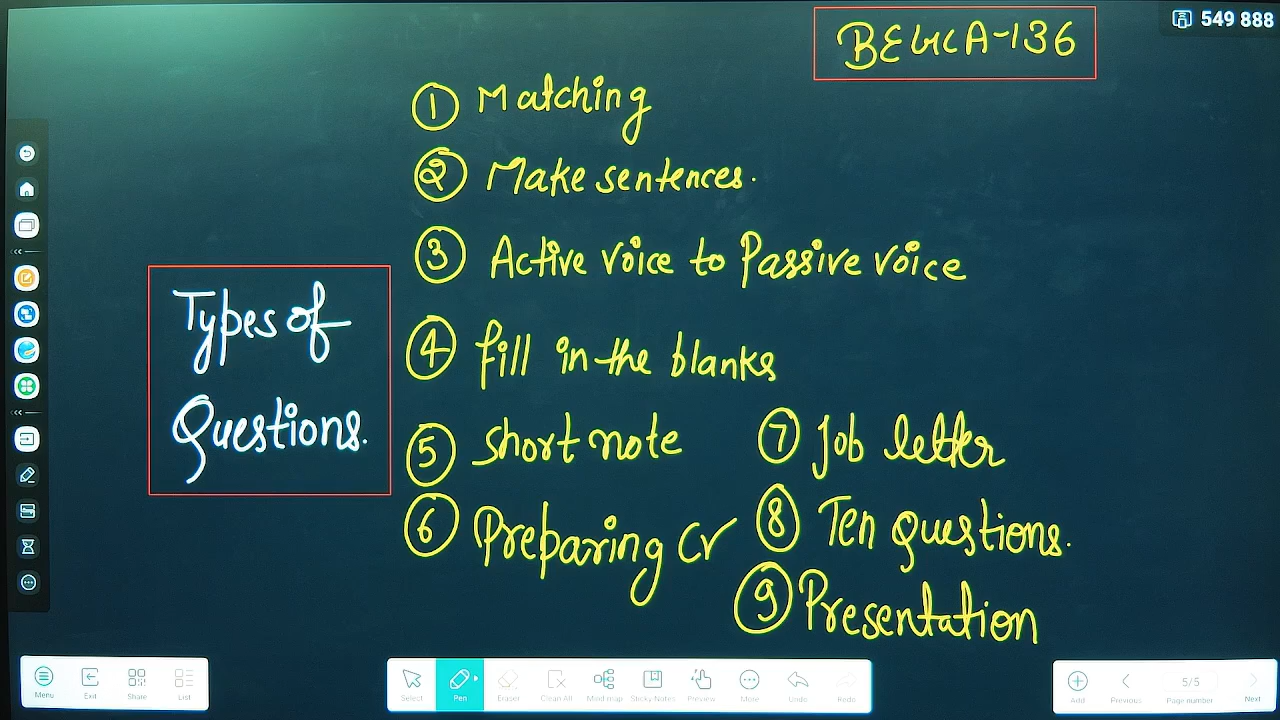 549 888
BEGLA-136
① Matching
② Make sentences.
③ Active voice to Passive voice
Types of
Questions.
④ fill in the blanks
⑤ Short note
⑥ Preparing CV
⑦ Job letter
⑧ Ten Questions.
⑨ Presentation
Menu Exit Share List
Select Pen Eraser Clean All Mind map Sticky Notes Preview More Undo Redo
5/5
Add Previous Page number Next